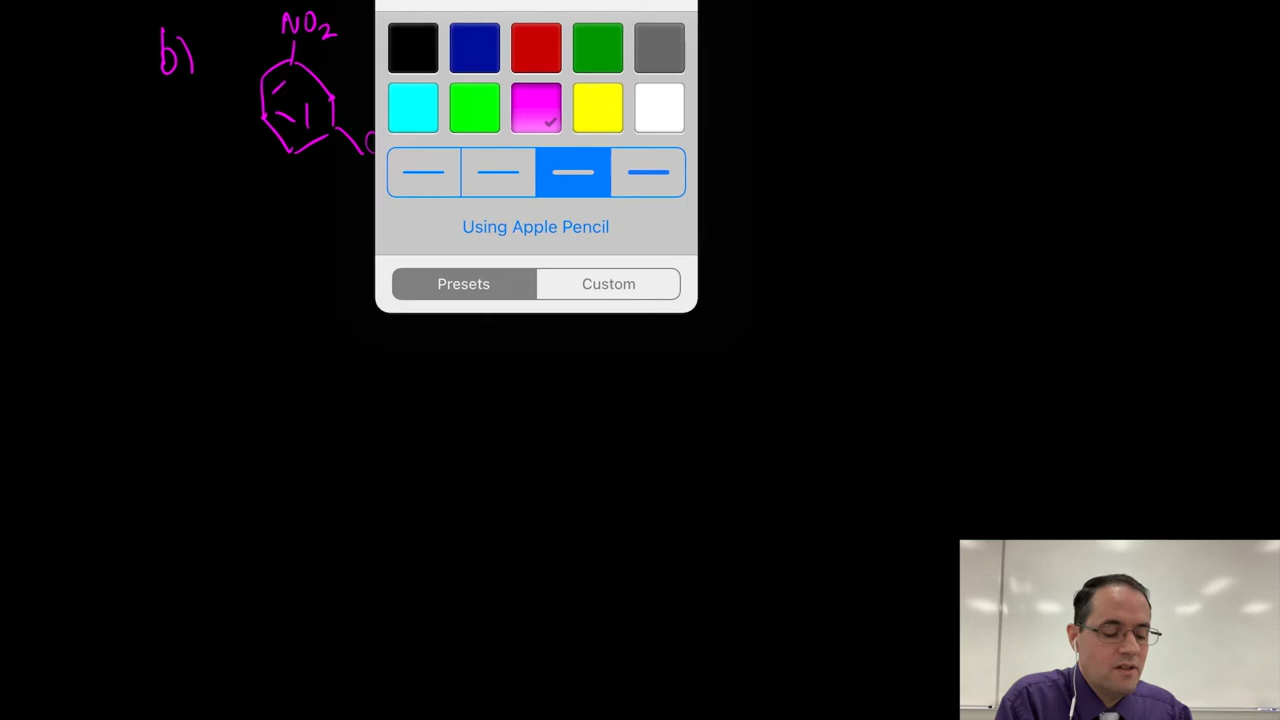 b)
NO2
Using Apple Pencil
Presets
Custom